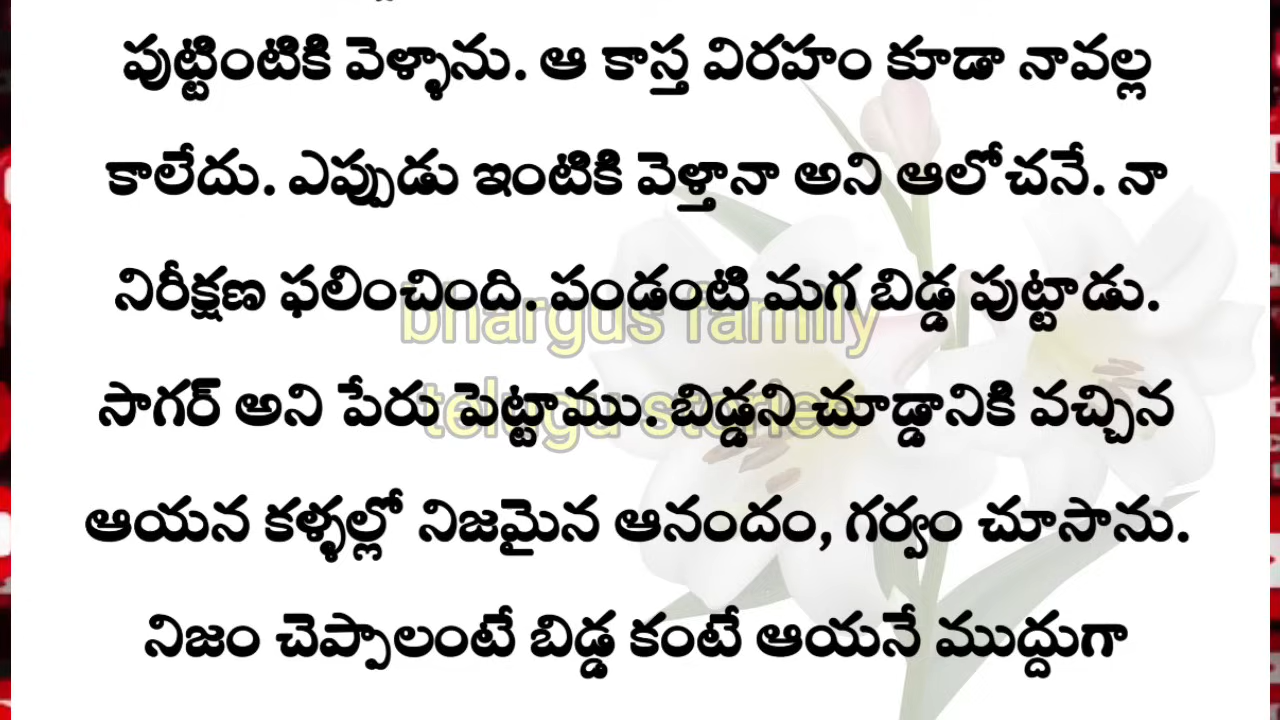 పుట్టింటికి వెళ్ళాను. ఆ కాస్త విరహం కూడా నావల్ల
కాలేదు. ఎప్పుడు ఇంటికి వెళ్తానా అని ఆలోచనే. నా
నిరీక్షణ ఫలించింది. పండంటి మగ బిడ్డ పుట్టాడు.
bhargus family
సాగర్ అని పేరు పెట్టాము. బిడ్డని చూడ్డానికి వచ్చిన
telugu stories
ఆయన కళ్ళల్లో నిజమైన ఆనందం, గర్వం చూసాను.
నిజం చెప్పాలంటే బిడ్డ కంటే ఆయనే ముద్దుగా